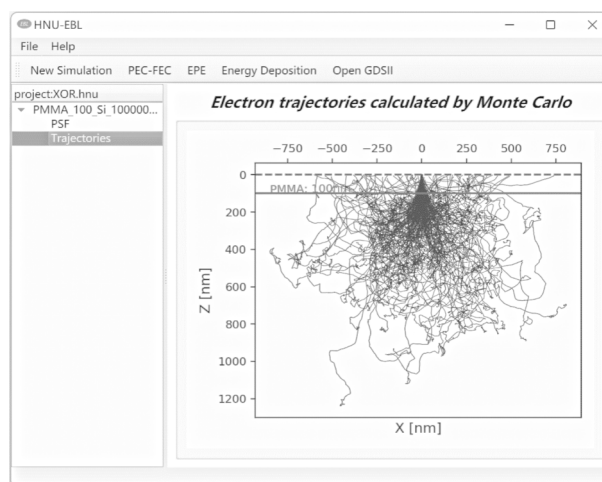 HNU-EBL
File Help
New Simulation PEC-FEC EPE Energy Deposition Open GDSII
project:XOR.hnu
PMMA_100_Si_100000...
PSF
Trajectories
Electron trajectories calculated by Monte Carlo
−750 −500 −250 0 250 500 750
0
PMMA: 100nm
200
400
600
800
1000
1200
Z [nm]
X [nm]